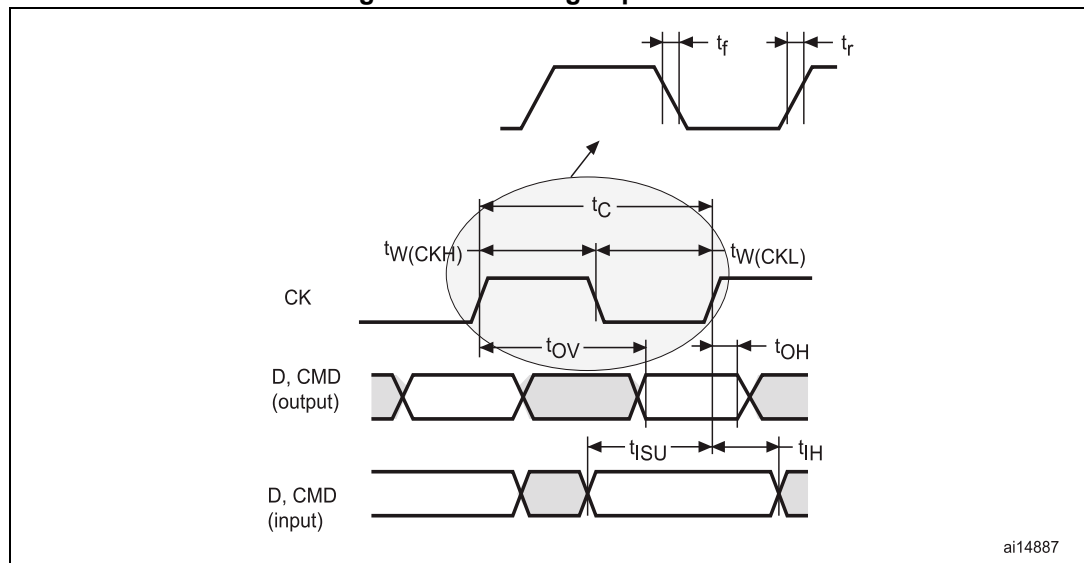 tf
tr
tC
tW(CKH)
tW(CKL)
CK
tOV
tOH
D, CMD
(output)
tISU
tIH
D, CMD
(input)
ai14887